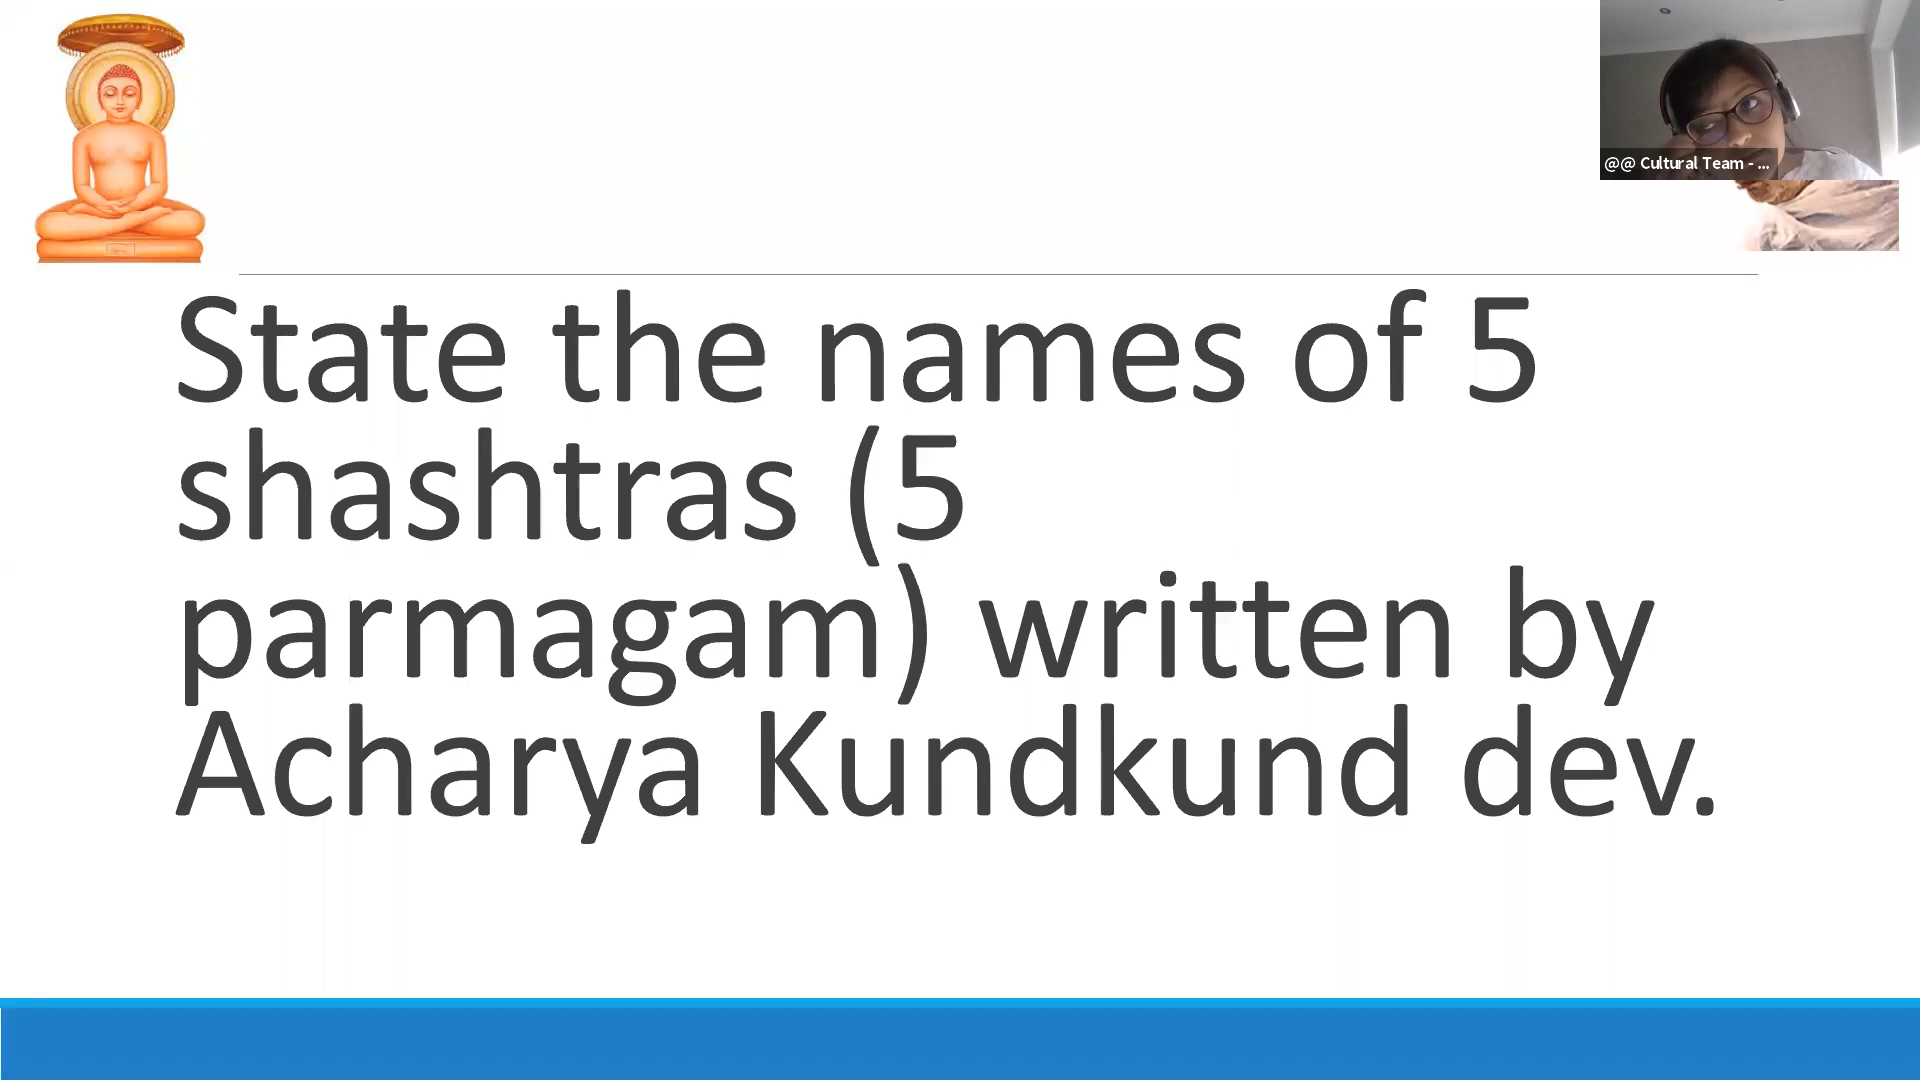 @@ Cultural Team - ...
State the names of 5
shashtras (5
parmagam) written by
Acharya Kundkund dev.